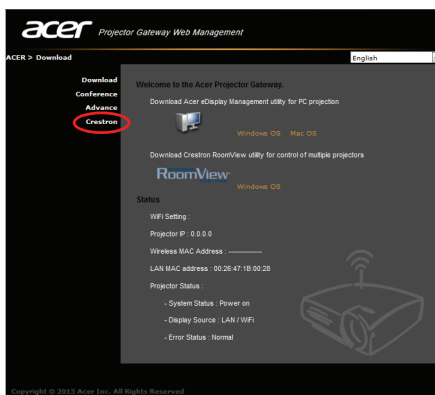 acer Projector Gateway Web Management
ACER > Download
English
Download
Conference
Advance
Crestron
Welcome to the Acer Projector Gateway.
Download Acer eDisplay Management utility for PC projection
Windows OS Mac OS
Download Crestron RoomView utility for control of multiple projectors
RoomView
Windows OS
Status
WiFi Setting :
Projector IP : 0.0.0.0
Wireless MAC Address : --------------
LAN MAC address : 00:26:47:1B:00:28
Projector Status :
- System Status : Power on
- Display Source : LAN / WiFi
- Error Status : Normal
Copyright © 2013 Acer Inc. All Rights Reserved